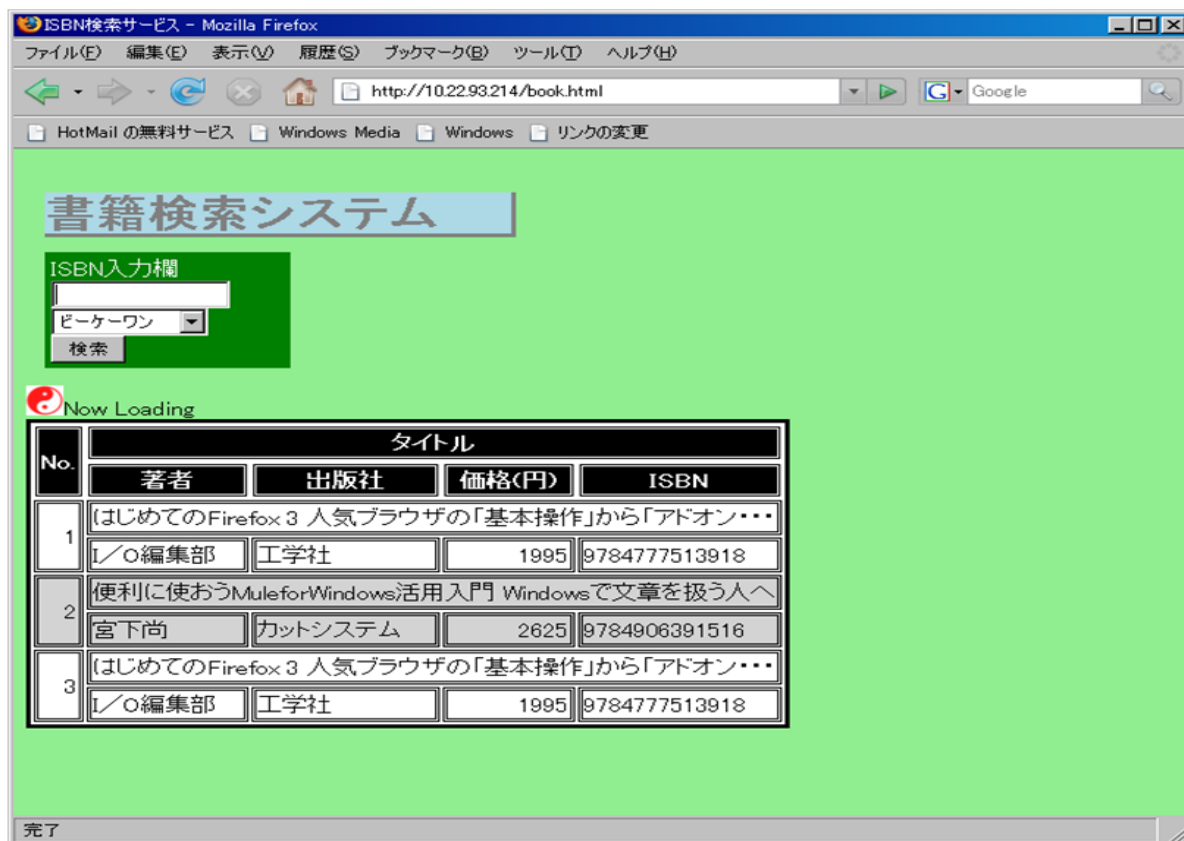 ISBN検索サービス - Mozilla Firefox
ファイル(F) 編集(E) 表示(V) 履歴(S) ブックマーク(B) ツール(T) ヘルプ(H)
http://10.22.93.214/book.html
Google
HotMail の無料サービス Windows Media Windows リンクの変更
書籍検索システム
ISBN入力欄
ビーケーワン
検索
Now Loading
No. タイトル
著者 出版社 価格(円) ISBN
1 はじめてのFirefox 3 人気ブラウザの「基本操作」から「アドオン・・・
I/O編集部 工学社 1995 9784777513918
2 便利に使おうMuleforWindows活用入門 Windowsで文章を扱う人へ
宮下尚 カットシステム 2625 9784906391516
3 はじめてのFirefox 3 人気ブラウザの「基本操作」から「アドオン・・・
I/O編集部 工学社 1995 9784777513918
完了